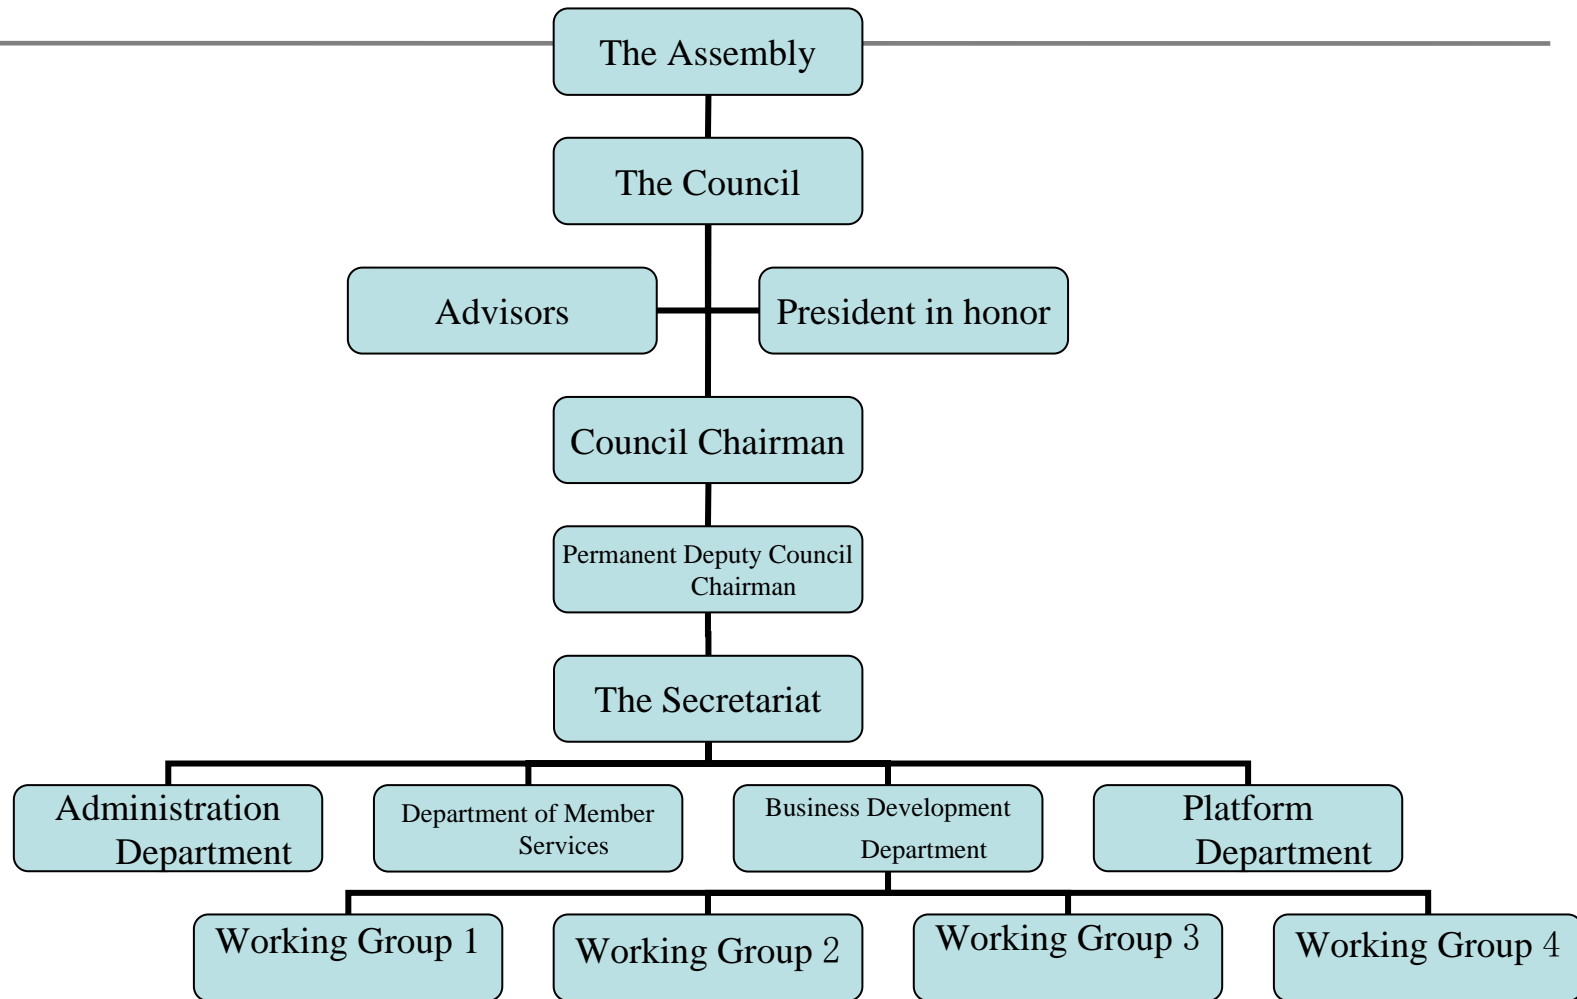 The Assembly
The Council
Advisors
President in honor
Council Chairman
Permanent Deputy Council
Chairman
The Secretariat
Administration
Department
Department of Member
Services
Business Development
Department
Platform
Department
Working Group 1
Working Group 2
Working Group 3
Working Group 4